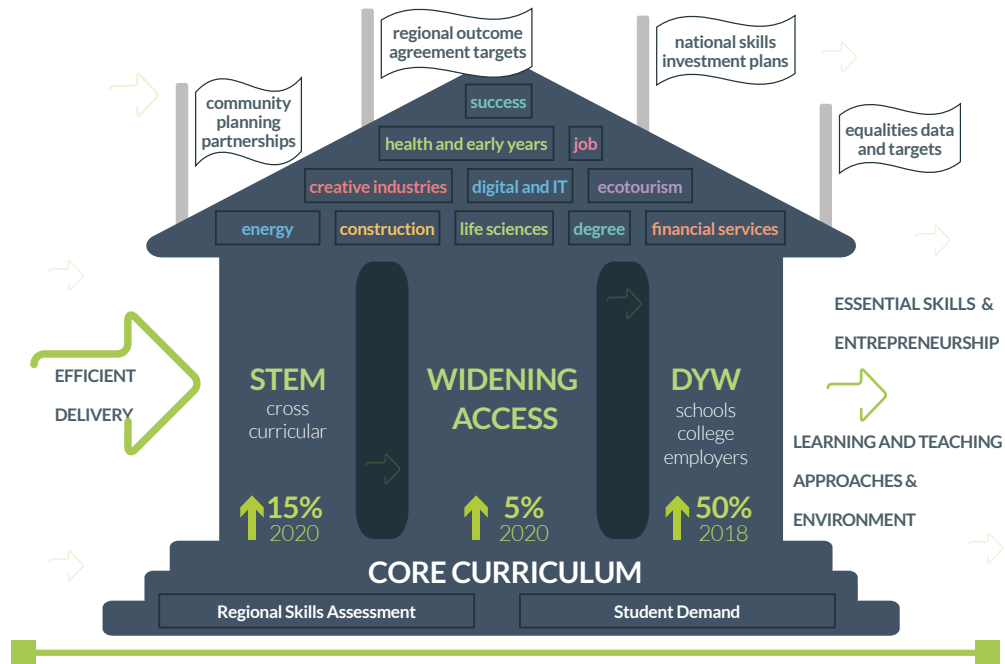 regional outcome
agreement targets
national skills
investment plans
community
planning
partnerships
equalities data
and targets
success
health and early years
job
creative industries
digital and IT
ecotourism
energy
construction
life sciences
degree
financial services
EFFICIENT
DELIVERY
STEM
cross
curricular
15%
2020
WIDENING
ACCESS
5%
2020
DYW
schools
college
employers
50%
2018
ESSENTIAL SKILLS &
ENTREPRENEURSHIP
LEARNING AND TEACHING
APPROACHES &
ENVIRONMENT
CORE CURRICULUM
Regional Skills Assessment
Student Demand